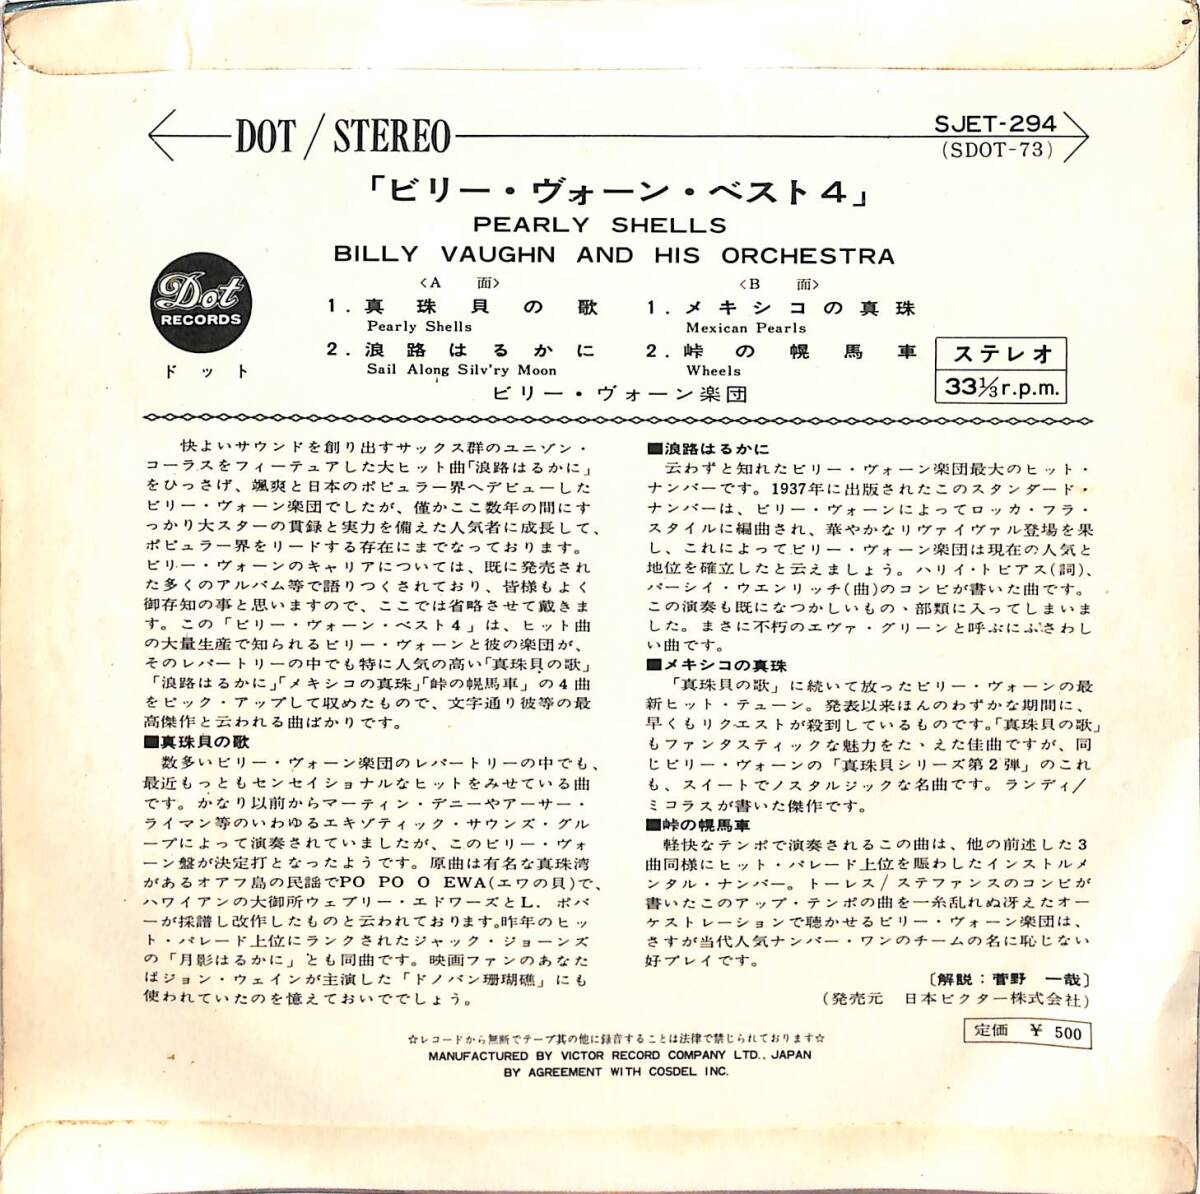 DOT / STEREO
SJET-294
(SDOT-73)
「ビリー・ヴォーン・ベスト4」
PEARLY SHELLS
BILLY VAUGHN AND HIS ORCHESTRA
Dot
RECORDS
ドット
〈A 面〉
1. 真珠貝の歌
Pearly Shells
2. 浪路はるかに
Sail Along Silv'ry Moon
〈B 面〉
1. メキシコの真珠
Mexican Pearls
2. 峠の幌馬車
Wheels
ビリー・ヴォーン楽団
ステレオ
33⅓r.p.m.
快よいサウンドを創り出すサックス群のユニゾン・
コーラスをフィーテュアした大ヒット曲「浪路はるかに」
をひっさげ、颯爽と日本のポピュラー界へデビューした
ビリー・ヴォーン楽団でしたが、僅かここ数年の間にす
っかり大スターの貫録と実力を備えた人気者に成長して、
ポピュラー界をリードする存在にまでなっております。
ビリー・ヴォーンのキャリアについては、既に発売され
た多くのアルバム等で語りつくされており、皆様もよく
御存知の事と思いますので、ここでは省略させて戴きま
す。この「ビリー・ヴォーン・ベスト4」は、ヒット曲
の大量生産で知られるビリー・ヴォーンと彼の楽団が、
そのレパートリーの中でも特に人気の高い「真珠貝の歌」
「浪路はるかに」「メキシコの真珠」「峠の幌馬車」の4曲
をピック・アップして収めたもので、文字通り彼等の最
高傑作と云われる曲ばかりです。
■真珠貝の歌
数多いビリー・ヴォーン楽団のレパートリーの中でも、
最近もっともセンセイショナルなヒットをみせている曲
です。かなり以前からマーティン・デニーやアーサー・
ライマン等のいわゆるエキゾティック・サウンズ・グル
ープによって演奏されていましたが、このビリー・ヴォ
ーン盤が決定打となったようです。原曲は有名な真珠湾
があるオアフ島の民謡でPO PO O EWA(エワの貝)で、
ハワイアンの大御所ウェブリー・エドワーズとL. ポバ
ーが採譜し改作したものと云われております。昨年のヒッ
ト・パレード上位にランクされたジャック・ジョーンズ
の「月影はるかに」とも同曲です。映画ファンのあなた
ばジョン・ウェインが主演した「ドノバン珊瑚礁」にも
使われていたのを憶えておいででしょう。
■浪路はるかに
云わずと知れたビリー・ヴォーン楽団最大のヒット・
ナンバーです。1937年に出版されたこのスタンダード・
ナンバーは、ビリー・ヴォーンによってロッカ・フラ・
スタイルに編曲され、華やかなリヴァイヴァル登場を果
し、これによってビリー・ヴォーン楽団は現在の人気と
地位を確立したと云えましょう。ハリイ・トビアス(詞)、
パーシイ・ウエンリッチ(曲)のコンビが書いた曲です。
この演奏も既になつかしいもの、部類に入ってしまいま
した。まさに不朽のエヴァ・グリーンと呼ぶにふさわし
い曲です。
■メキシコの真珠
「真珠貝の歌」に続いて放ったビリー・ヴォーンの最
新ヒット・テューン。発表以来ほんのわずかな期間に、
早くもリクエストが殺到しているものです。「真珠貝の歌」
もファンタスティックな魅力をたゝえた佳曲ですが、同
じビリー・ヴォーンの「真珠貝シリーズ第2弾」のこれ
も、スイートでノスタルジックな名曲です。ランディ/
ミコラスが書いた傑作です。
■峠の幌馬車
軽快なテンポで演奏されるこの曲は、他の前述した3
曲同様にヒット・パレード上位を賑わしたインストルメ
ンタル・ナンバー。トーレス/ステファンスのコンビが
書いたこのアップ・テンポの曲を一糸乱れぬ冴えたオー
ケストレーションで聴かせるビリー・ヴォーン楽団は、
さすが当代人気ナンバー・ワンのチームの名に恥じない
好プレイです。
〔解説：菅野 一哉〕
(発売元 日本ビクター株式会社)
定価 ¥ 500
☆レコードから無断でテープ其の他に録音することは法律で禁じられております☆
MANUFACTURED BY VICTOR RECORD COMPANY LTD., JAPAN
BY AGREEMENT WITH COSDEL INC.